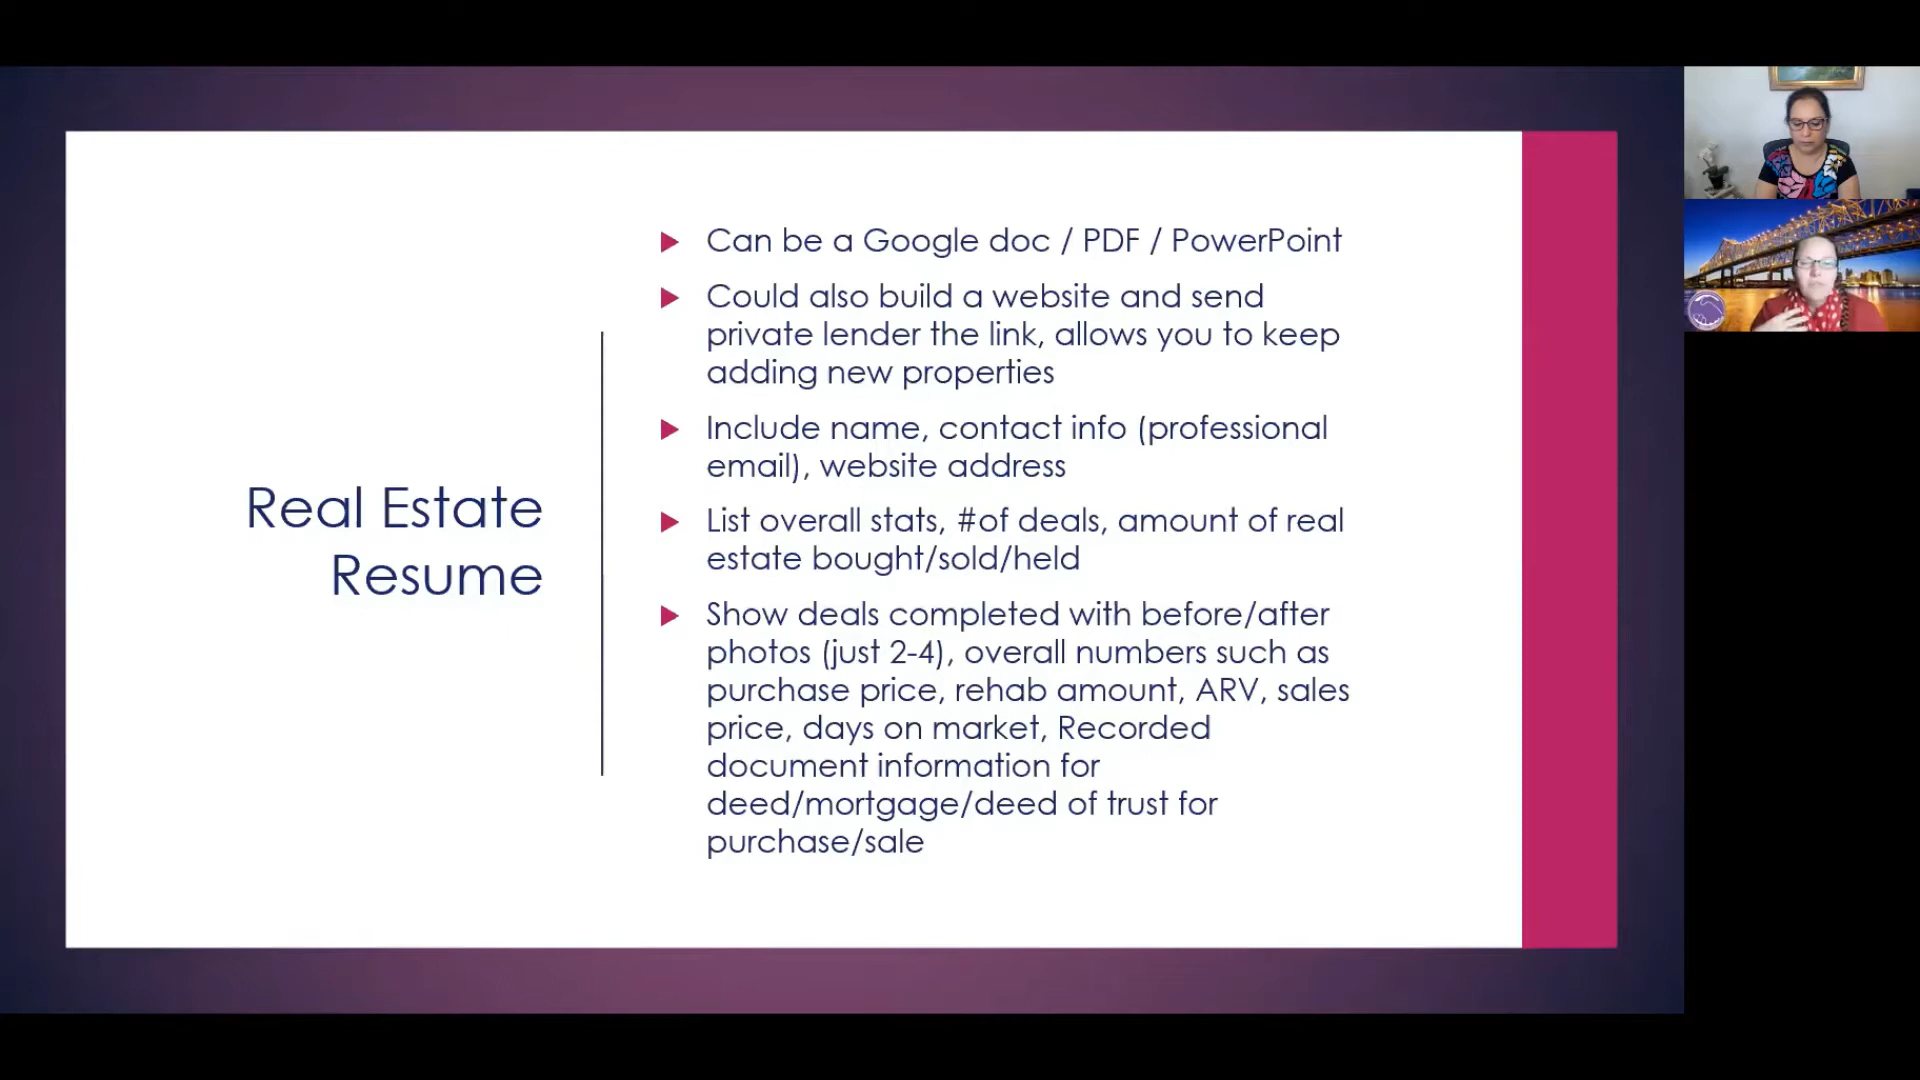 Real Estate
Resume
Can be a Google doc / PDF / PowerPoint
Could also build a website and send
private lender the link, allows you to keep
adding new properties
Include name, contact info (professional
email), website address
List overall stats, #of deals, amount of real
estate bought/sold/held
Show deals completed with before/after
photos (just 2-4), overall numbers such as
purchase price, rehab amount, ARV, sales
price, days on market, Recorded
document information for
deed/mortgage/deed of trust for
purchase/sale